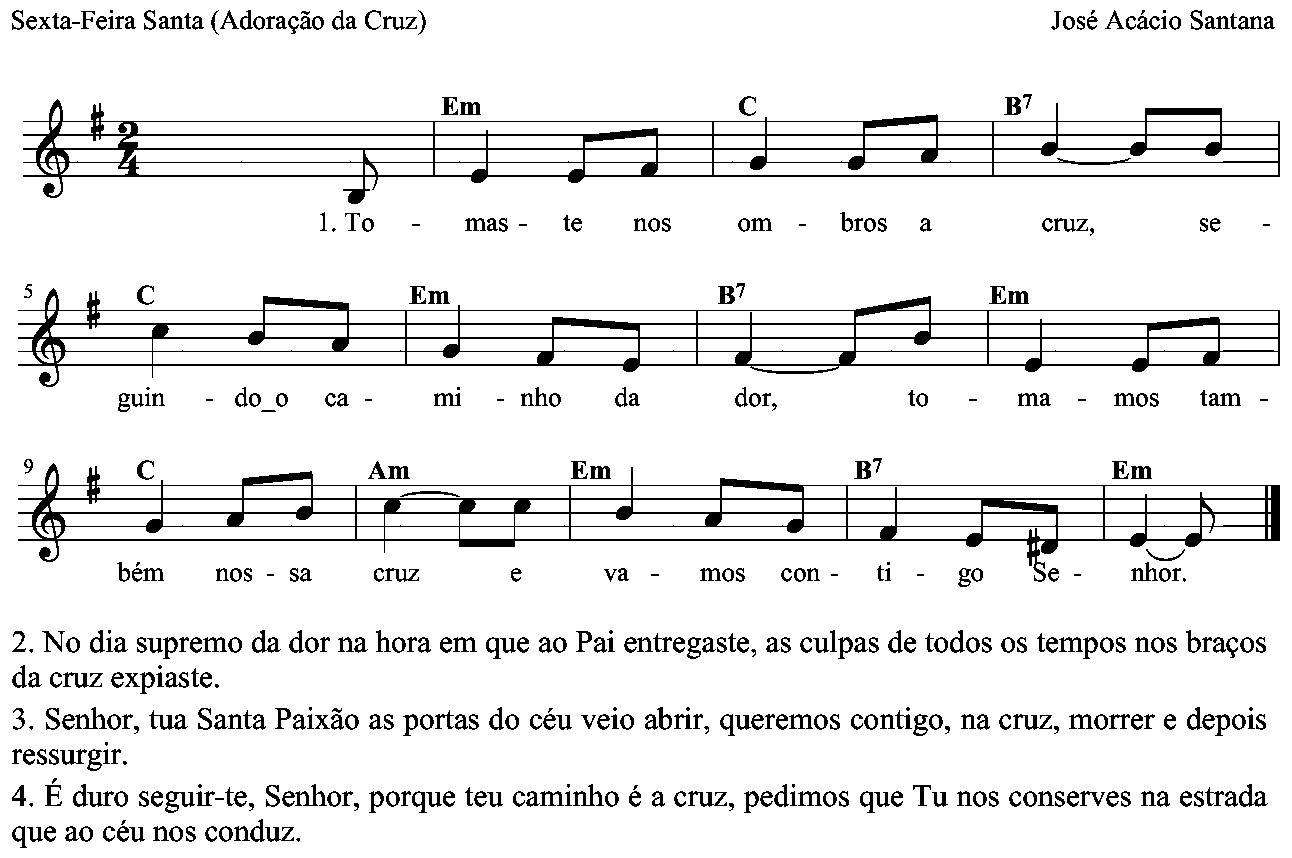 Sexta-Feira Santa (Adoração da Cruz) José Acácio Santana
Em C B7
2 4
1. To - mas - te nos om - bros a cruz, se -
5 C Em B7 Em
guin - do_o ca - mi - nho da dor, to - ma - mos tam -
9 C Am Em B7 Em
bém nos - sa cruz e va - mos con - ti - go Se - nhor.
2. No dia supremo da dor na hora em que ao Pai entregaste, as culpas de todos os tempos nos braços
da cruz expiaste.
3. Senhor, tua Santa Paixão as portas do céu veio abrir, queremos contigo, na cruz, morrer e depois
ressurgir.
4. É duro seguir-te, Senhor, porque teu caminho é a cruz, pedimos que Tu nos conserves na estrada
que ao céu nos conduz.